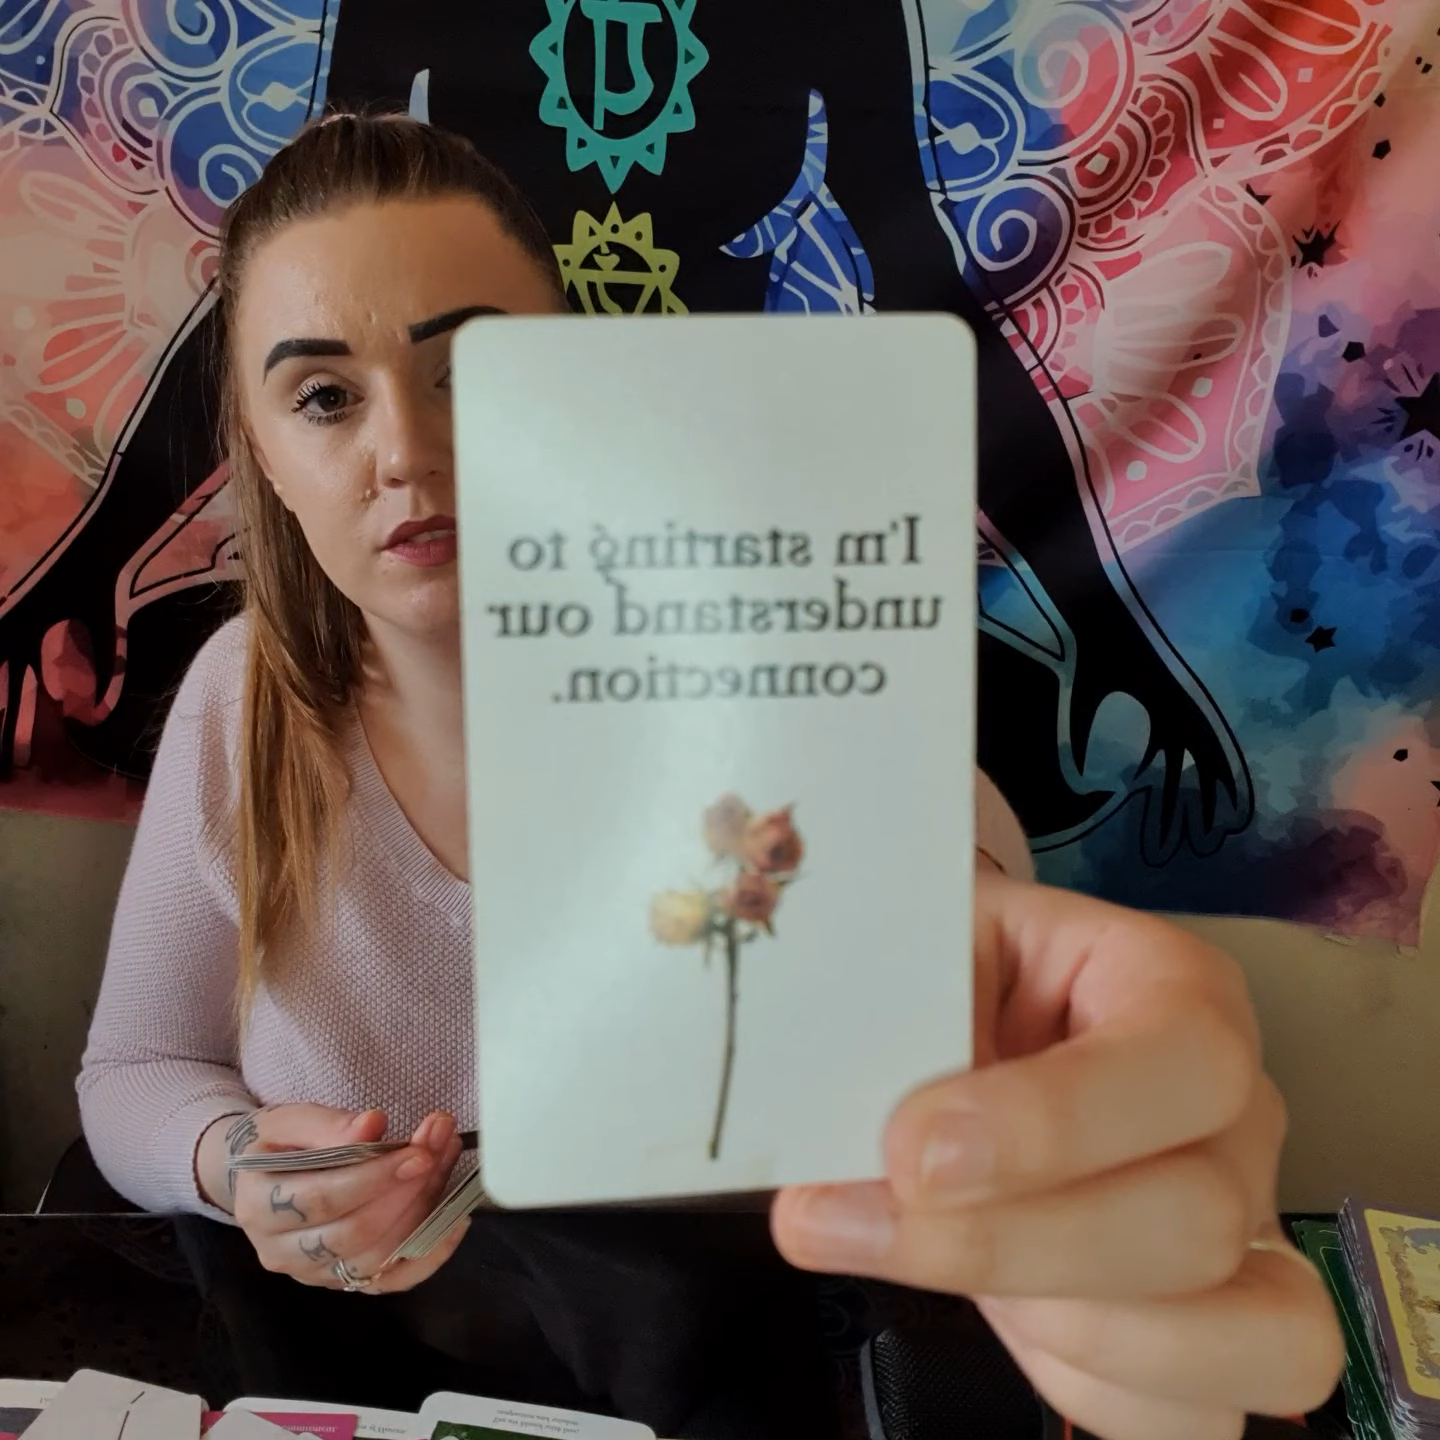 I'm starting to
understand our
connection.